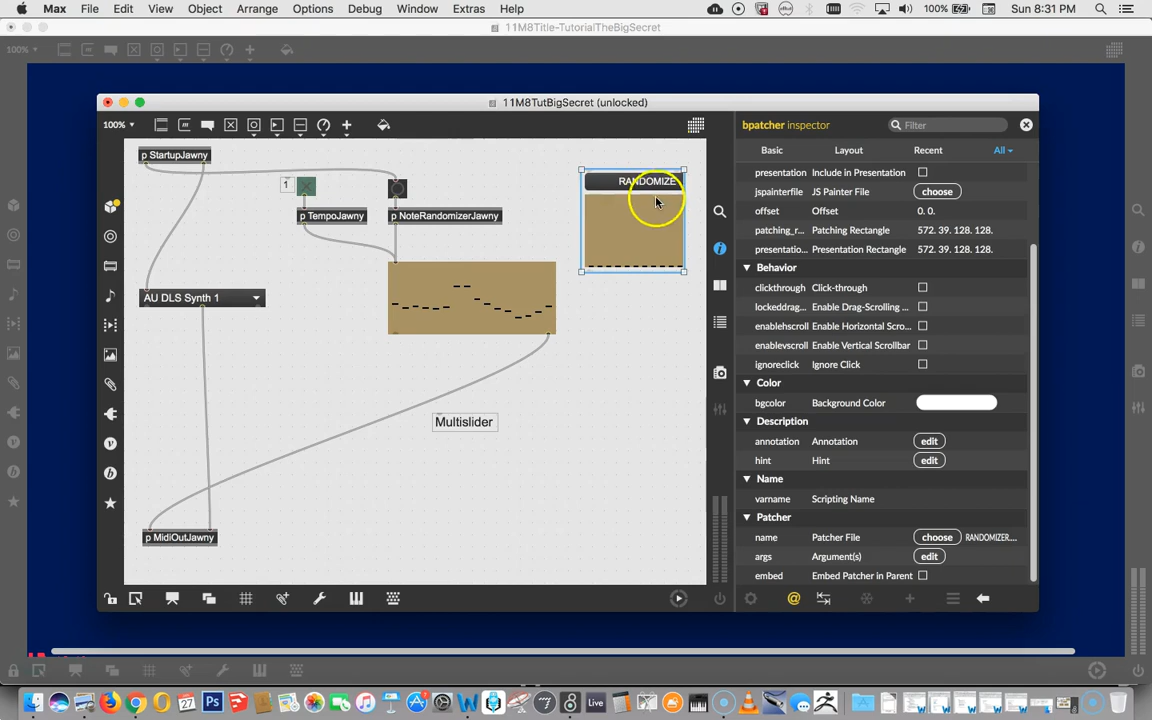 Max File Edit View Object Arrange Options Debug Window Extras Help 100% Sun 8:31 PM
11M8Title-TutorialTheBigSecret
100%
11M8TutBigSecret (unlocked)
100%
bpatcher inspector Filter
Basic Layout Recent All
p StartupJawny
1
p TempoJawny p NoteRandomizerJawny
AU DLS Synth 1
Multislider
p MidiOutJawny
RANDOMIZE
presentation Include in Presentation
jspainterfile JS Painter File choose
offset Offset 0. 0.
patching_r... Patching Rectangle 572. 39. 128. 128.
presentatio... Presentation Rectangle 572. 39. 128. 128.
Behavior
clickthrough Click-through
lockeddrag... Enable Drag-Scrolling ...
enablehscroll Enable Horizontal Scro...
enablevscroll Enable Vertical Scrollbar
ignoreclick Ignore Click
Color
bgcolor Background Color
Description
annotation Annotation edit
hint Hint edit
Name
varname Scripting Name
Patcher
name Patcher File choose RANDOMIZER....
args Argument(s) edit
embed Embed Patcher in Parent
27
Ps
Live